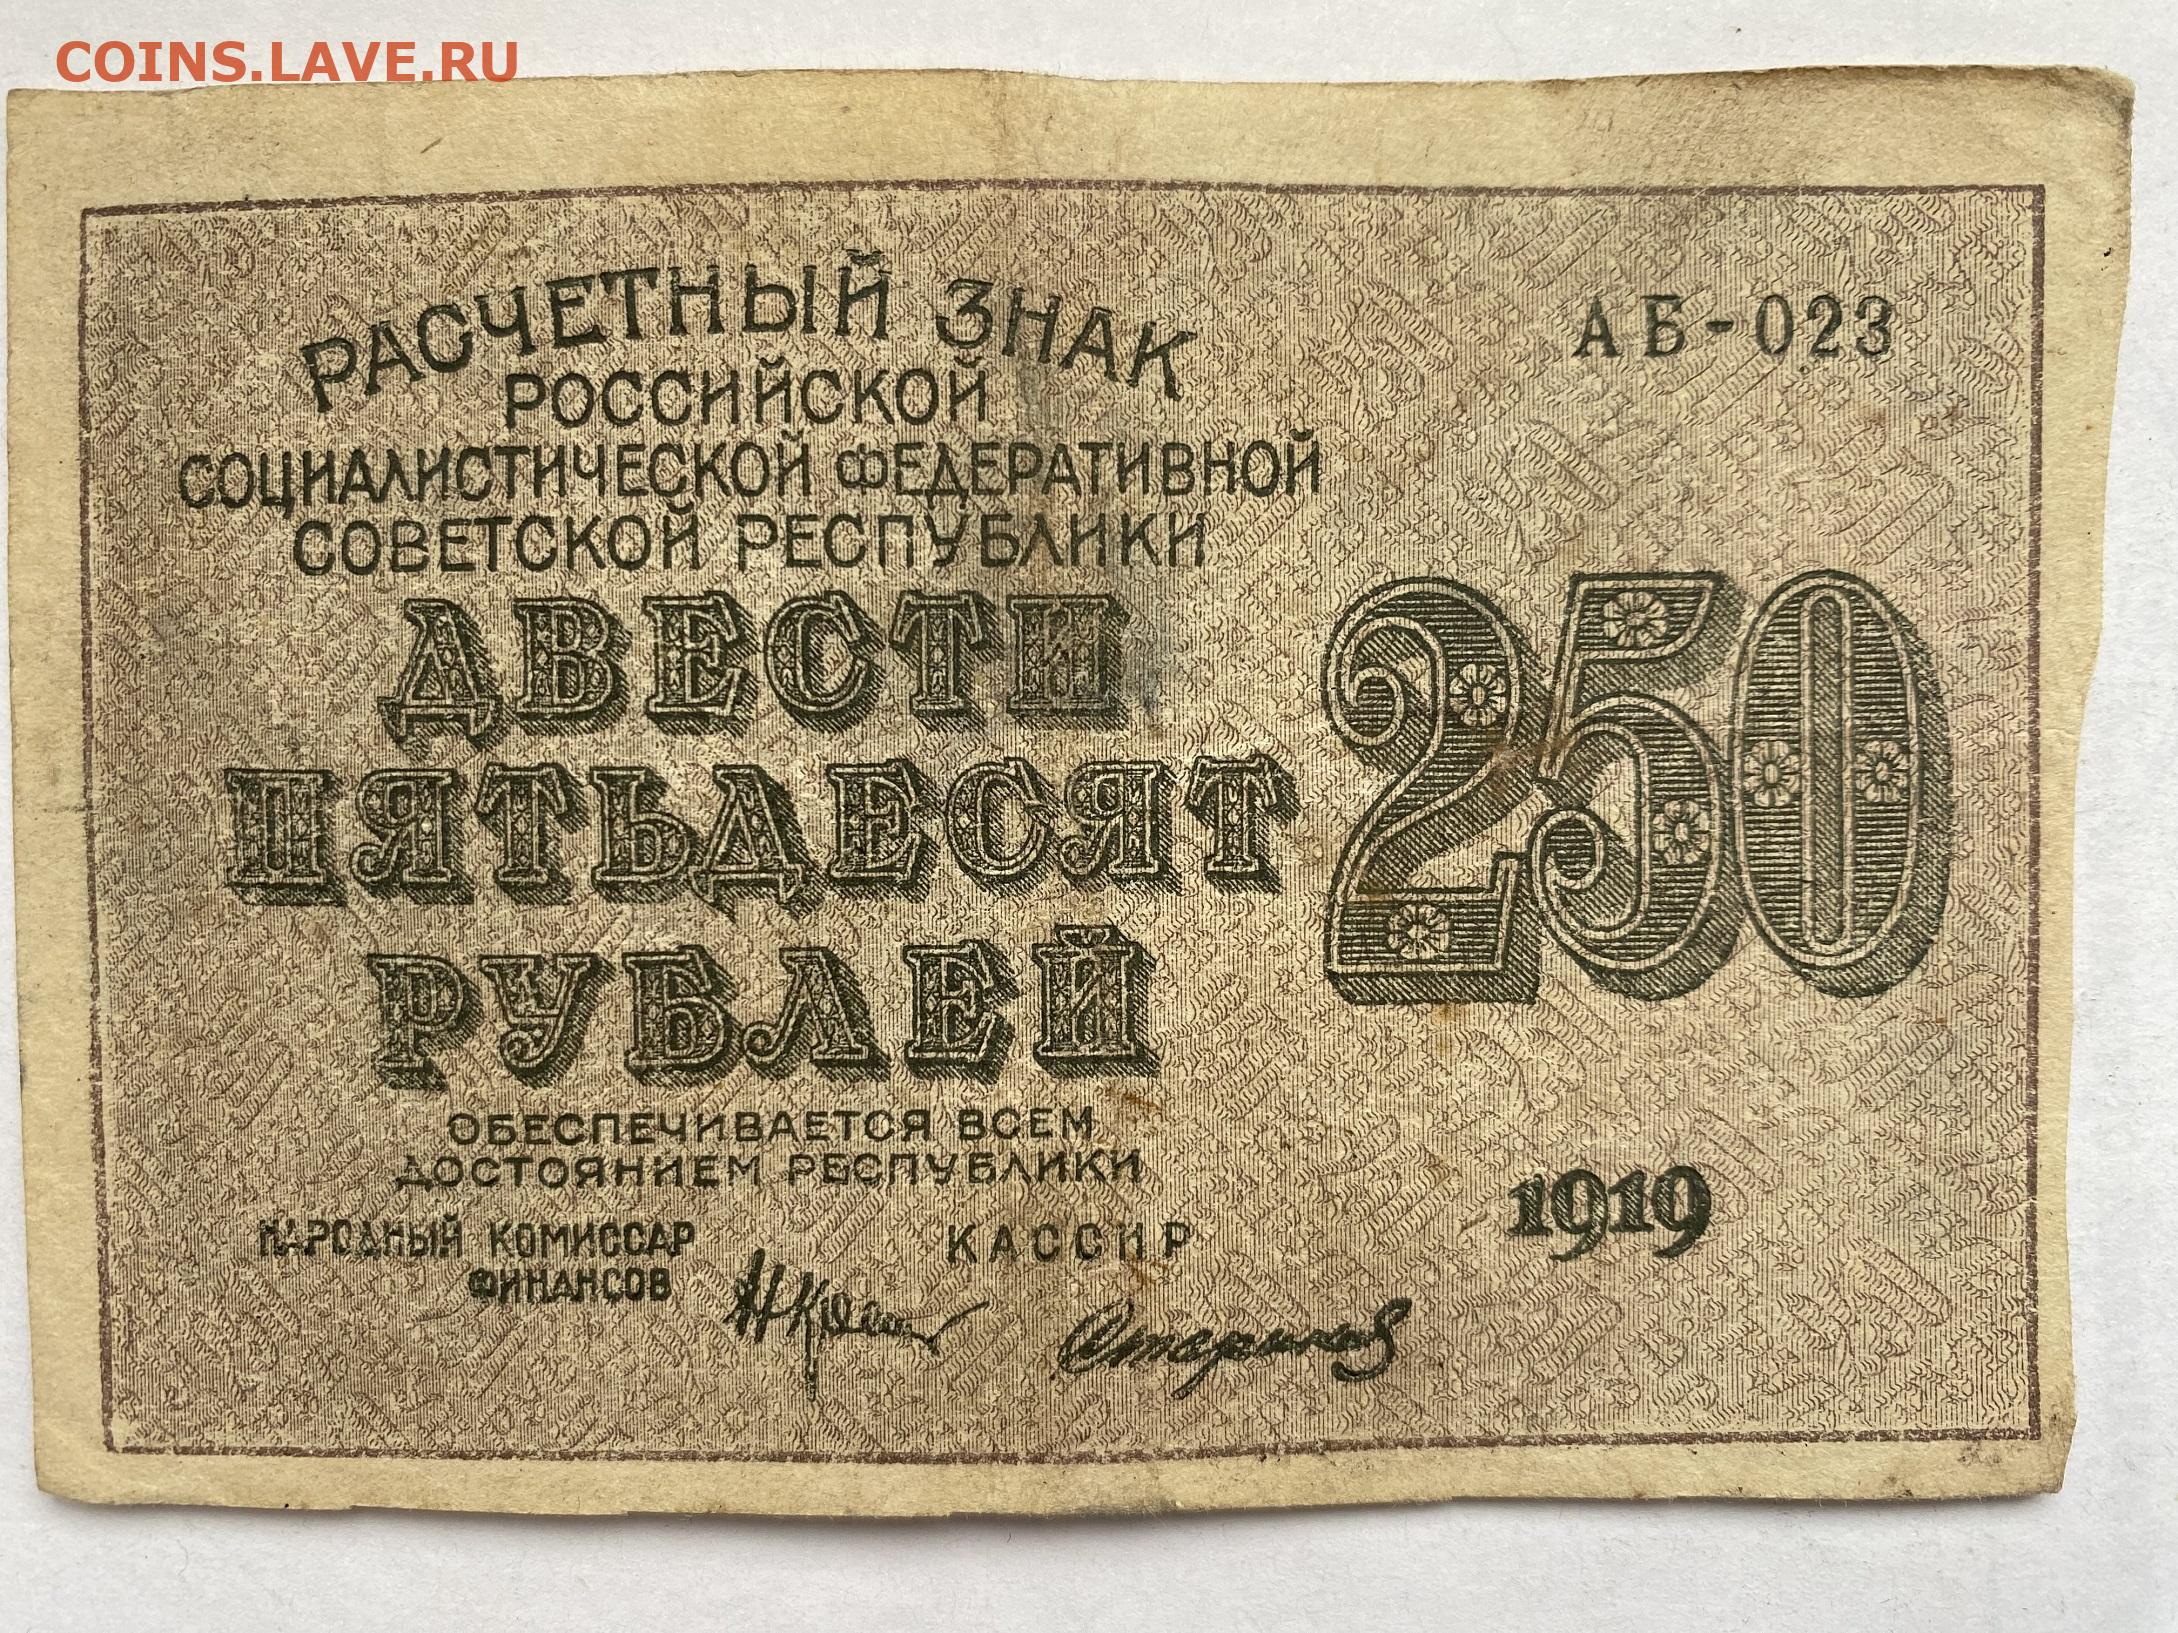 COINS.LAVE.RU
РАСЧЕТНЫЙ ЗНАК
РОССИЙСКОЙ
СОЦИАЛИСТИЧЕСКОЙ ФЕДЕРАТИВНОЙ
СОВЕТСКОЙ РЕСПУБЛИКИ
АБ-023
ДВЕСТИ
ПЯТЬДЕСЯТ
РУБЛЕЙ
250
ОБЕСПЕЧИВАЕТСЯ ВСЕМ
ДОСТОЯНИЕМ РЕСПУБЛИКИ
НАРОДНЫЙ КОМИССАР
ФИНАНСОВ
КАССИР
Стариков
1919